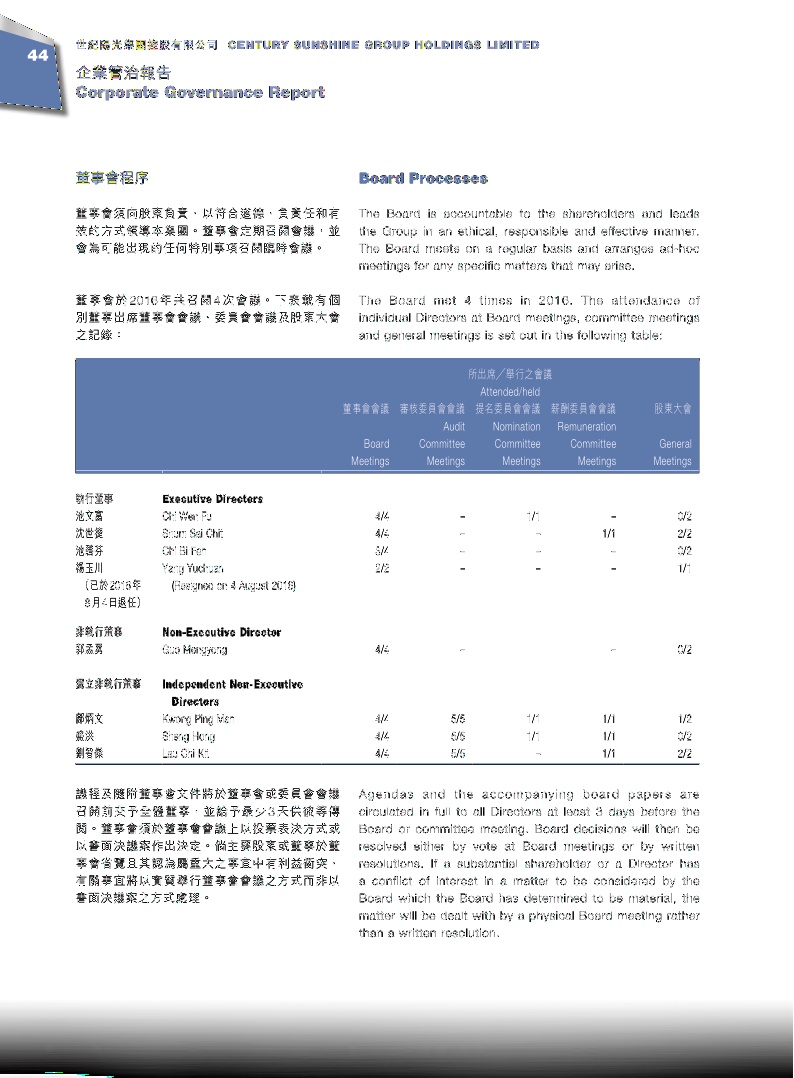 44
世紀陽光集團控股有限公司 CENTURY SUNSHINE GROUP HOLDINGS LIMITED
企業管治報告
Corporate Governance Report
董事會程序
董事會須向股東負責，以符合道德、負責任和有
效的方式領導本集團。董事會定期召開會議，並
會為可能出現的任何特別事項召開臨時會議。
董事會於2016年共召開4次會議。下表載有個
別董事出席董事會會議、委員會會議及股東大會
之記錄：
Board Processes
The Board is accountable to the shareholders and leads
the Group in an ethical, responsible and effective manner.
The Board meets on a regular basis and arranges ad-hoc
meetings for any specific matters that may arise.
The Board met 4 times in 2016. The attendance of
individual Directors at Board meetings, committee meetings
and general meetings is set out in the following table:
所出席／舉行之會議
Attended/held
董事會會議 審核委員會會議 提名委員會會議 薪酬委員會會議 股東大會
Audit Nomination Remuneration
Board Committee Committee Committee General
Meetings Meetings Meetings Meetings Meetings
執行董事 Executive Directors
池文富 Chi Wen Fu 4/4 – 1/1 – 0/2
沈世捷 Shum Sai Chit 4/4 – – 1/1 2/2
池碧芬 Chi Bi Fen – – – 0/2
楊玉川 Yang Yuchuan 2/2 – – – 1/1
（已於2016年 (Resigned on 4 August 2016)
8月4日退任）
非執行董事 Non-Executive Director
郭孟勇 Guo Mengyong 4/4 – – 0/2
獨立非執行董事 Independent Non-Executive
Directors
鄺炳文 Kwong Ping Man 4/4 5/5 1/1 1/1 1/2
盛洪 Sheng Hong 4/4 5/5 1/1 1/1 0/2
劉智傑 Lau Chi Kit 4/4 5/5 – 1/1 2/2
議程及隨附董事會文件將於董事會或委員會會議
召開前交予全體董事，並給予最少3天供彼等傳
閱。董事會須於董事會會議上以投票表決方式或
以書面決議案作出決定。倘主要股東或董事於董
事會省覽且其認為屬重大之事宜中有利益衝突，
有關事宜將以實質舉行董事會會議之方式而非以
書面決議案之方式處理。
Agendas and the accompanying board papers are
circulated in full to all Directors at least 3 days before the
Board or committee meeting. Board decisions will then be
resolved either by vote at Board meetings or by written
resolutions. If a substantial shareholder or a Director has
a conflict of interest in a matter to be considered by the
Board which the Board has determined to be material, the
matter will be dealt with by a physical Board meeting rather
than a written resolution.